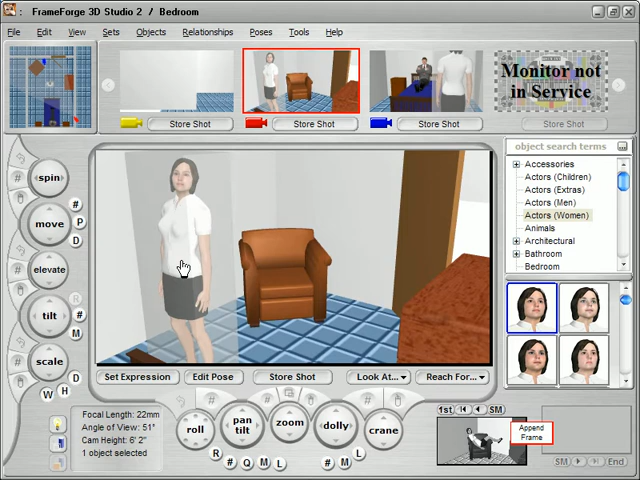 FrameForge 3D Studio 2 / Bedroom
File Edit View Sets Objects Relationships Poses Tools Help
Monitor not
in Service
Store Shot
Store Shot
Store Shot
Store Shot
object search terms
Accessories
Actors (Children)
Actors (Extras)
Actors (Men)
Actors (Women)
Animals
Architectural
Bathroom
Bedroom
spin
#
move
P
D
#
elevate
#
R
tilt
#
M
#
scale
D
H
W
Set Expression
Edit Pose
Store Shot
Look At...
Reach For...
Focal Length: 22mm
Angle of View: 51°
Cam Height: 6' 2"
1 object selected
# # #
roll
pan
tilt
zoom
dolly
crane
R # Q M L # M L
1st SM
Append
Frame
SM End